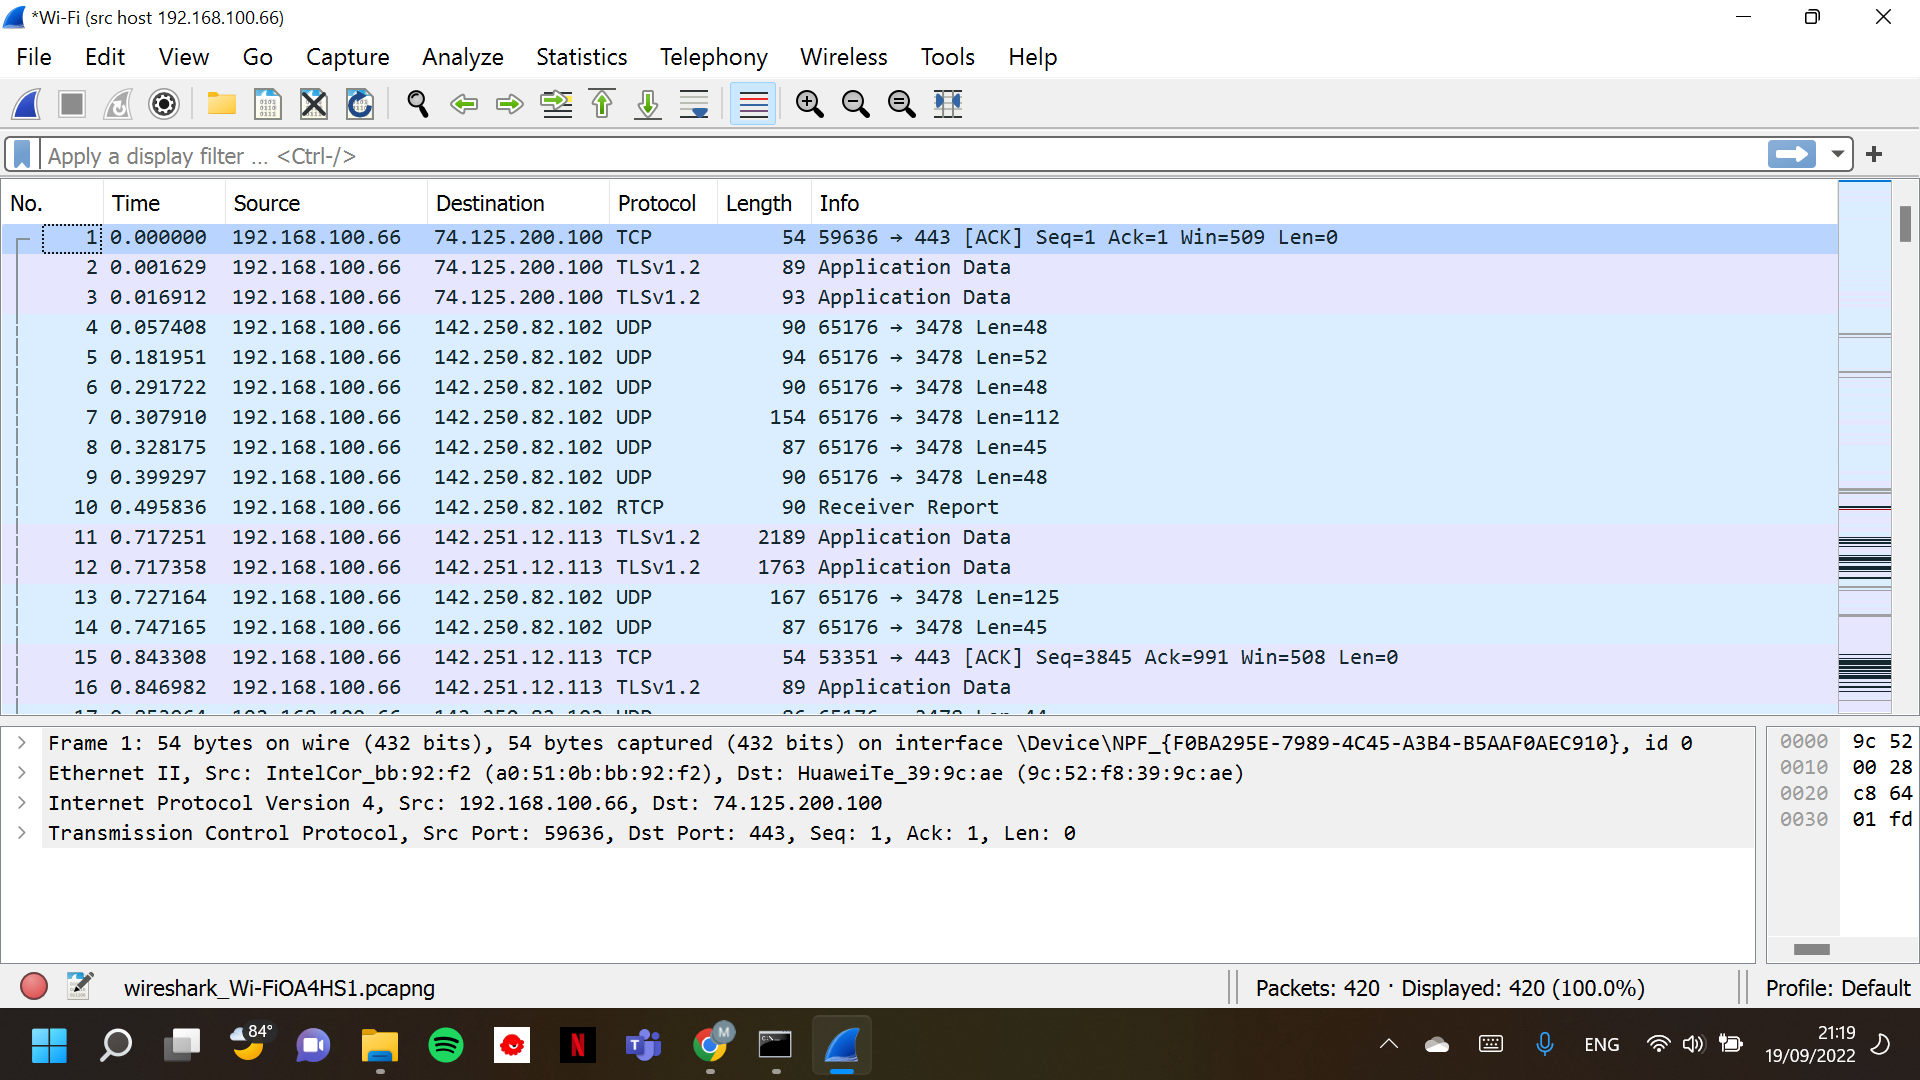 *Wi-Fi (src host 192.168.100.66)
File Edit View Go Capture Analyze Statistics Telephony Wireless Tools Help
Apply a display filter ... <Ctrl-/>
No. Time Source Destination Protocol Length Info
1 0.000000 192.168.100.66 74.125.200.100 TCP 54 59636 → 443 [ACK] Seq=1 Ack=1 Win=509 Len=0
2 0.001629 192.168.100.66 74.125.200.100 TLSv1.2 89 Application Data
3 0.016912 192.168.100.66 74.125.200.100 TLSv1.2 93 Application Data
4 0.057408 192.168.100.66 142.250.82.102 UDP 90 65176 → 3478 Len=48
5 0.181951 192.168.100.66 142.250.82.102 UDP 94 65176 → 3478 Len=52
6 0.291722 192.168.100.66 142.250.82.102 UDP 90 65176 → 3478 Len=48
7 0.307910 192.168.100.66 142.250.82.102 UDP 154 65176 → 3478 Len=112
8 0.328175 192.168.100.66 142.250.82.102 UDP 87 65176 → 3478 Len=45
9 0.399297 192.168.100.66 142.250.82.102 UDP 90 65176 → 3478 Len=48
10 0.495836 192.168.100.66 142.250.82.102 RTCP 90 Receiver Report
11 0.717251 192.168.100.66 142.251.12.113 TLSv1.2 2189 Application Data
12 0.717358 192.168.100.66 142.251.12.113 TLSv1.2 1763 Application Data
13 0.727164 192.168.100.66 142.250.82.102 UDP 167 65176 → 3478 Len=125
14 0.747165 192.168.100.66 142.250.82.102 UDP 87 65176 → 3478 Len=45
15 0.843308 192.168.100.66 142.251.12.113 TCP 54 53351 → 443 [ACK] Seq=3845 Ack=991 Win=508 Len=0
16 0.846982 192.168.100.66 142.251.12.113 TLSv1.2 89 Application Data
Frame 1: 54 bytes on wire (432 bits), 54 bytes captured (432 bits) on interface \Device\NPF_{F0BA295E-7989-4C45-A3B4-B5AAF0AEC910}, id 0
Ethernet II, Src: IntelCor_bb:92:f2 (a0:51:0b:bb:92:f2), Dst: HuaweiTe_39:9c:ae (9c:52:f8:39:9c:ae)
Internet Protocol Version 4, Src: 192.168.100.66, Dst: 74.125.200.100
Transmission Control Protocol, Src Port: 59636, Dst Port: 443, Seq: 1, Ack: 1, Len: 0
0000 9c 52
0010 00 28
0020 c8 64
0030 01 fd
wireshark_Wi-FiOA4HS1.pcapng
Packets: 420 · Displayed: 420 (100.0%)
Profile: Default
84°
N
T
M
ENG
21:19
19/09/2022